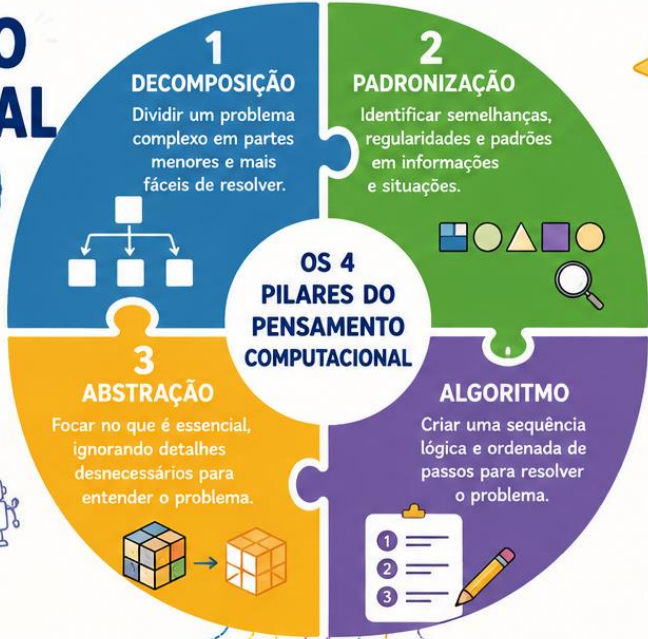 O
AL
1
DECOMPOSIÇÃO
Dividir um problema
complexo em partes
menores e mais
fáceis de resolver.
2
PADRONIZAÇÃO
Identificar semelhanças,
regularidades e padrões
em informações
e situações.
OS 4
PILARES DO
PENSAMENTO
COMPUTACIONAL
3
ABSTRAÇÃO
Focar no que é essencial,
ignorando detalhes
desnecessários para
entender o problema.
ALGORITMO
Criar uma sequência
lógica e ordenada de
passos para resolver
o problema.
1
2
3